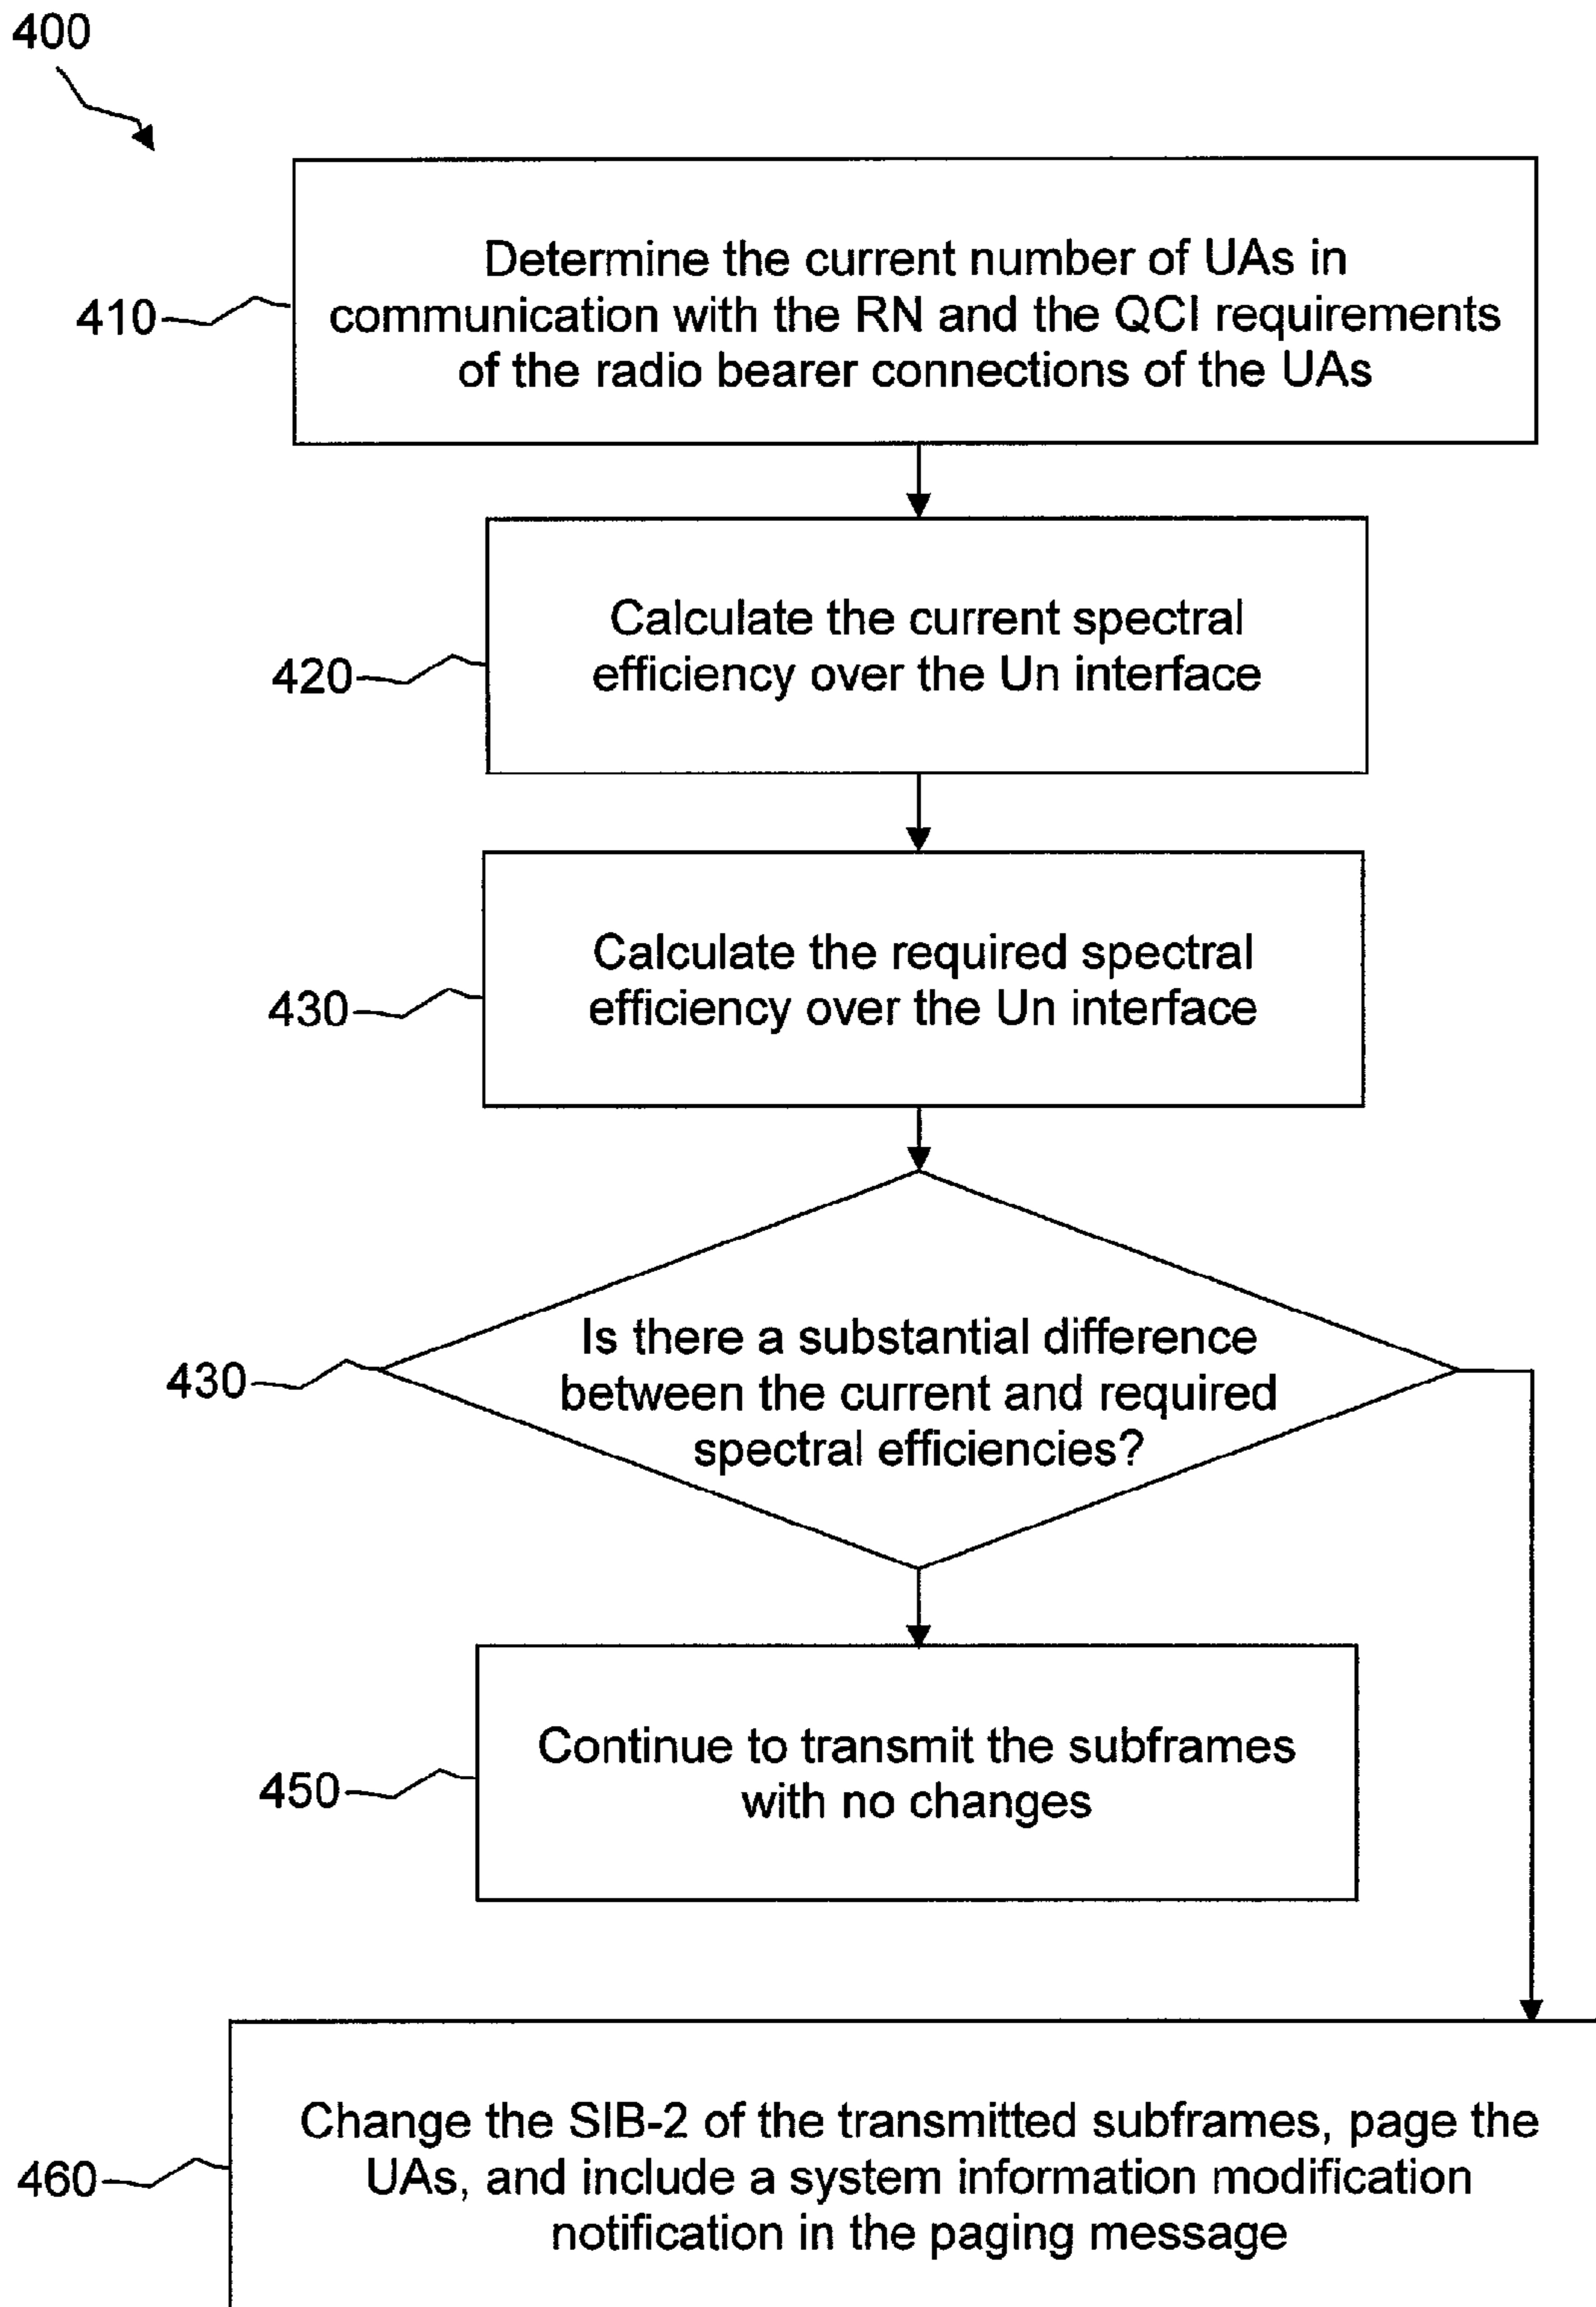 400
Determine the current number of UAs in
410 communication with the RN and the QCI requirements
of the radio bearer connections of the UAs
Calculate the current spectral
420 efficiency over the Un interface
Calculate the required spectral
430 efficiency over the Un interface
Is there a substantial difference
430 between the current and required
spectral efficiencies?
Continue to transmit the subframes
450 with no changes
Change the SIB-2 of the transmitted subframes, page the
460 UAs, and include a system information modification
notification in the paging message